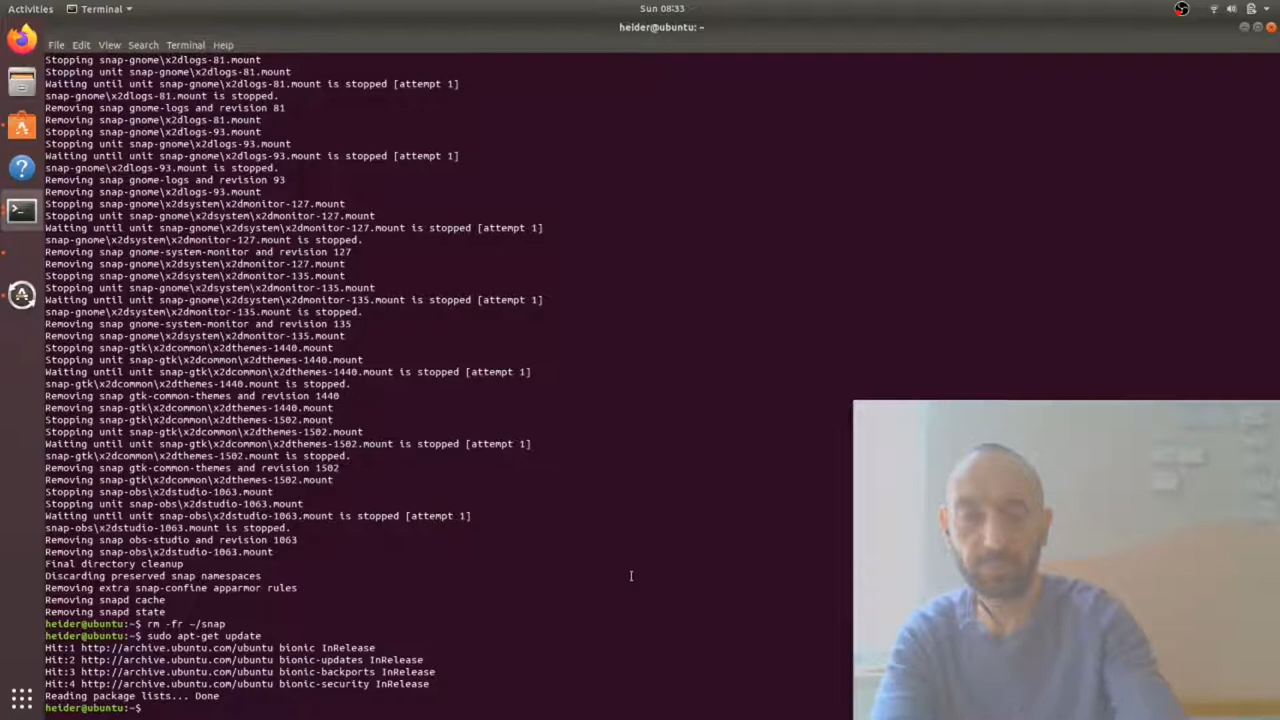 Activities Terminal Sun 08:33
heider@ubuntu: ~
File Edit View Search Terminal Help
Stopping snap-gnome\x2dlogs-81.mount
Stopping unit snap-gnome\x2dlogs-81.mount
Waiting until unit snap-gnome\x2dlogs-81.mount is stopped [attempt 1]
snap-gnome\x2dlogs-81.mount is stopped.
Removing snap gnome-logs and revision 81
Removing snap-gnome\x2dlogs-81.mount
Stopping snap-gnome\x2dlogs-93.mount
Stopping unit snap-gnome\x2dlogs-93.mount
Waiting until unit snap-gnome\x2dlogs-93.mount is stopped [attempt 1]
snap-gnome\x2dlogs-93.mount is stopped.
Removing snap gnome-logs and revision 93
Removing snap-gnome\x2dlogs-93.mount
Stopping snap-gnome\x2dsystem\x2dmonitor-127.mount
Stopping unit snap-gnome\x2dsystem\x2dmonitor-127.mount
Waiting until unit snap-gnome\x2dsystem\x2dmonitor-127.mount is stopped [attempt 1]
snap-gnome\x2dsystem\x2dmonitor-127.mount is stopped.
Removing snap gnome-system-monitor and revision 127
Removing snap-gnome\x2dsystem\x2dmonitor-127.mount
Stopping snap-gnome\x2dsystem\x2dmonitor-135.mount
Stopping unit snap-gnome\x2dsystem\x2dmonitor-135.mount
Waiting until unit snap-gnome\x2dsystem\x2dmonitor-135.mount is stopped [attempt 1]
snap-gnome\x2dsystem\x2dmonitor-135.mount is stopped.
Removing snap gnome-system-monitor and revision 135
Removing snap-gnome\x2dsystem\x2dmonitor-135.mount
Stopping snap-gtk\x2dcommon\x2dthemes-1440.mount
Stopping unit snap-gtk\x2dcommon\x2dthemes-1440.mount
Waiting until unit snap-gtk\x2dcommon\x2dthemes-1440.mount is stopped [attempt 1]
snap-gtk\x2dcommon\x2dthemes-1440.mount is stopped.
Removing snap gtk-common-themes and revision 1440
Removing snap-gtk\x2dcommon\x2dthemes-1440.mount
Stopping snap-gtk\x2dcommon\x2dthemes-1502.mount
Stopping unit snap-gtk\x2dcommon\x2dthemes-1502.mount
Waiting until unit snap-gtk\x2dcommon\x2dthemes-1502.mount is stopped [attempt 1]
snap-gtk\x2dcommon\x2dthemes-1502.mount is stopped.
Removing snap gtk-common-themes and revision 1502
Removing snap-gtk\x2dcommon\x2dthemes-1502.mount
Stopping snap-obs\x2dstudio-1063.mount
Stopping unit snap-obs\x2dstudio-1063.mount
Waiting until unit snap-obs\x2dstudio-1063.mount is stopped [attempt 1]
snap-obs\x2dstudio-1063.mount is stopped.
Removing snap obs-studio and revision 1063
Removing snap-obs\x2dstudio-1063.mount
Final directory cleanup
Discarding preserved snap namespaces
Removing extra snap-confine apparmor rules
Removing snapd cache
Removing snapd state
heider@ubuntu:~$ rm -fr ~/snap
heider@ubuntu:~$ sudo apt-get update
Hit:1 http://archive.ubuntu.com/ubuntu bionic InRelease
Hit:2 http://archive.ubuntu.com/ubuntu bionic-updates InRelease
Hit:3 http://archive.ubuntu.com/ubuntu bionic-backports InRelease
Hit:4 http://archive.ubuntu.com/ubuntu bionic-security InRelease
Reading package lists... Done
heider@ubuntu:~$